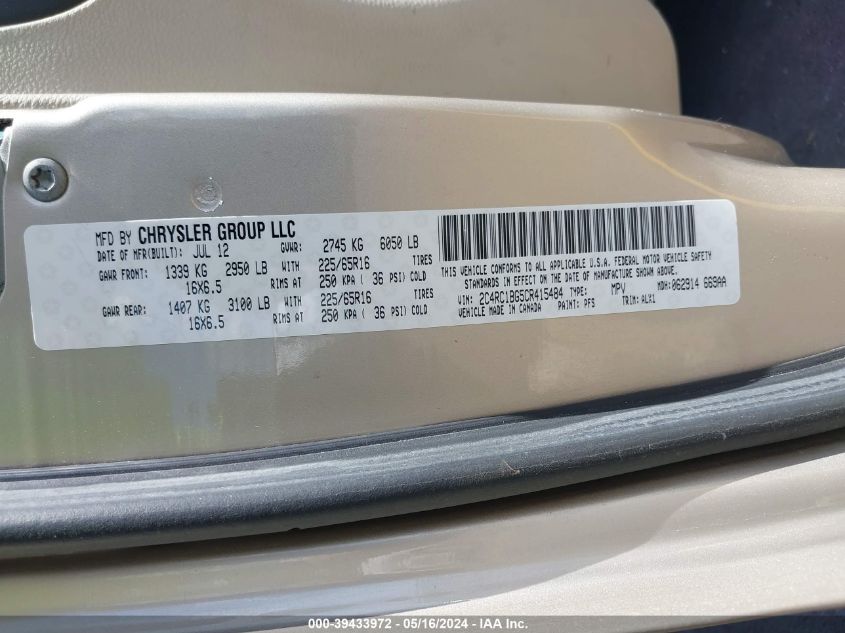 MFD BY CHRYSLER GROUP LLC
DATE OF MFR(BUILT): JUL 12 GVWR: 2745 KG 6050 LB
GAWR FRONT: 1339 KG 2950 LB WITH 225/65R16 TIRES
16X6.5 RIMS AT 250 KPA ( 36 PSI) COLD
GAWR REAR: 1407 KG 3100 LB WITH 225/65R16 TIRES
16X6.5 RIMS AT 250 KPA ( 36 PSI) COLD
THIS VEHICLE CONFORMS TO ALL APPLICABLE U.S.A. FEDERAL MOTOR VEHICLE SAFETY
STANDARDS IN EFFECT ON THE DATE OF MANUFACTURE SHOWN ABOVE.
VIN: 2C4RC1BG5CR415484 TYPE: MPV MDH: 062914 669AA
VEHICLE MADE IN CANADA PAINT: PFS TRIM: ALX1
000-39433972 - 05/16/2024 - IAA Inc.